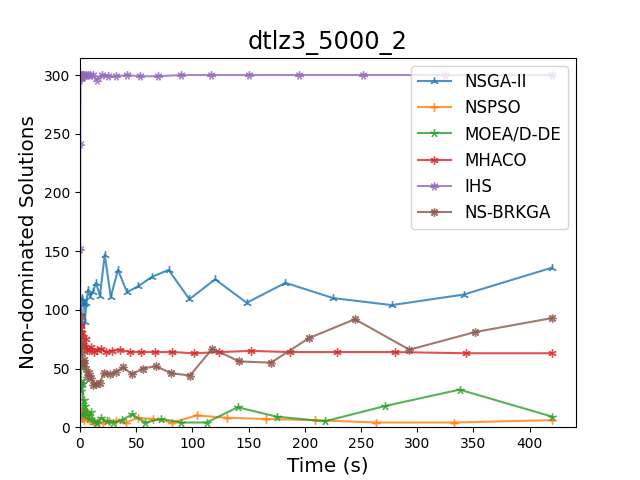 dtlz3_5000_2
Non-dominated Solutions
300
250
200
150
100
50
0
0 50 100 150 200 250 300 350 400
Time (s)
NSGA-II
NSPSO
MOEA/D-DE
MHACO
IHS
NS-BRKGA